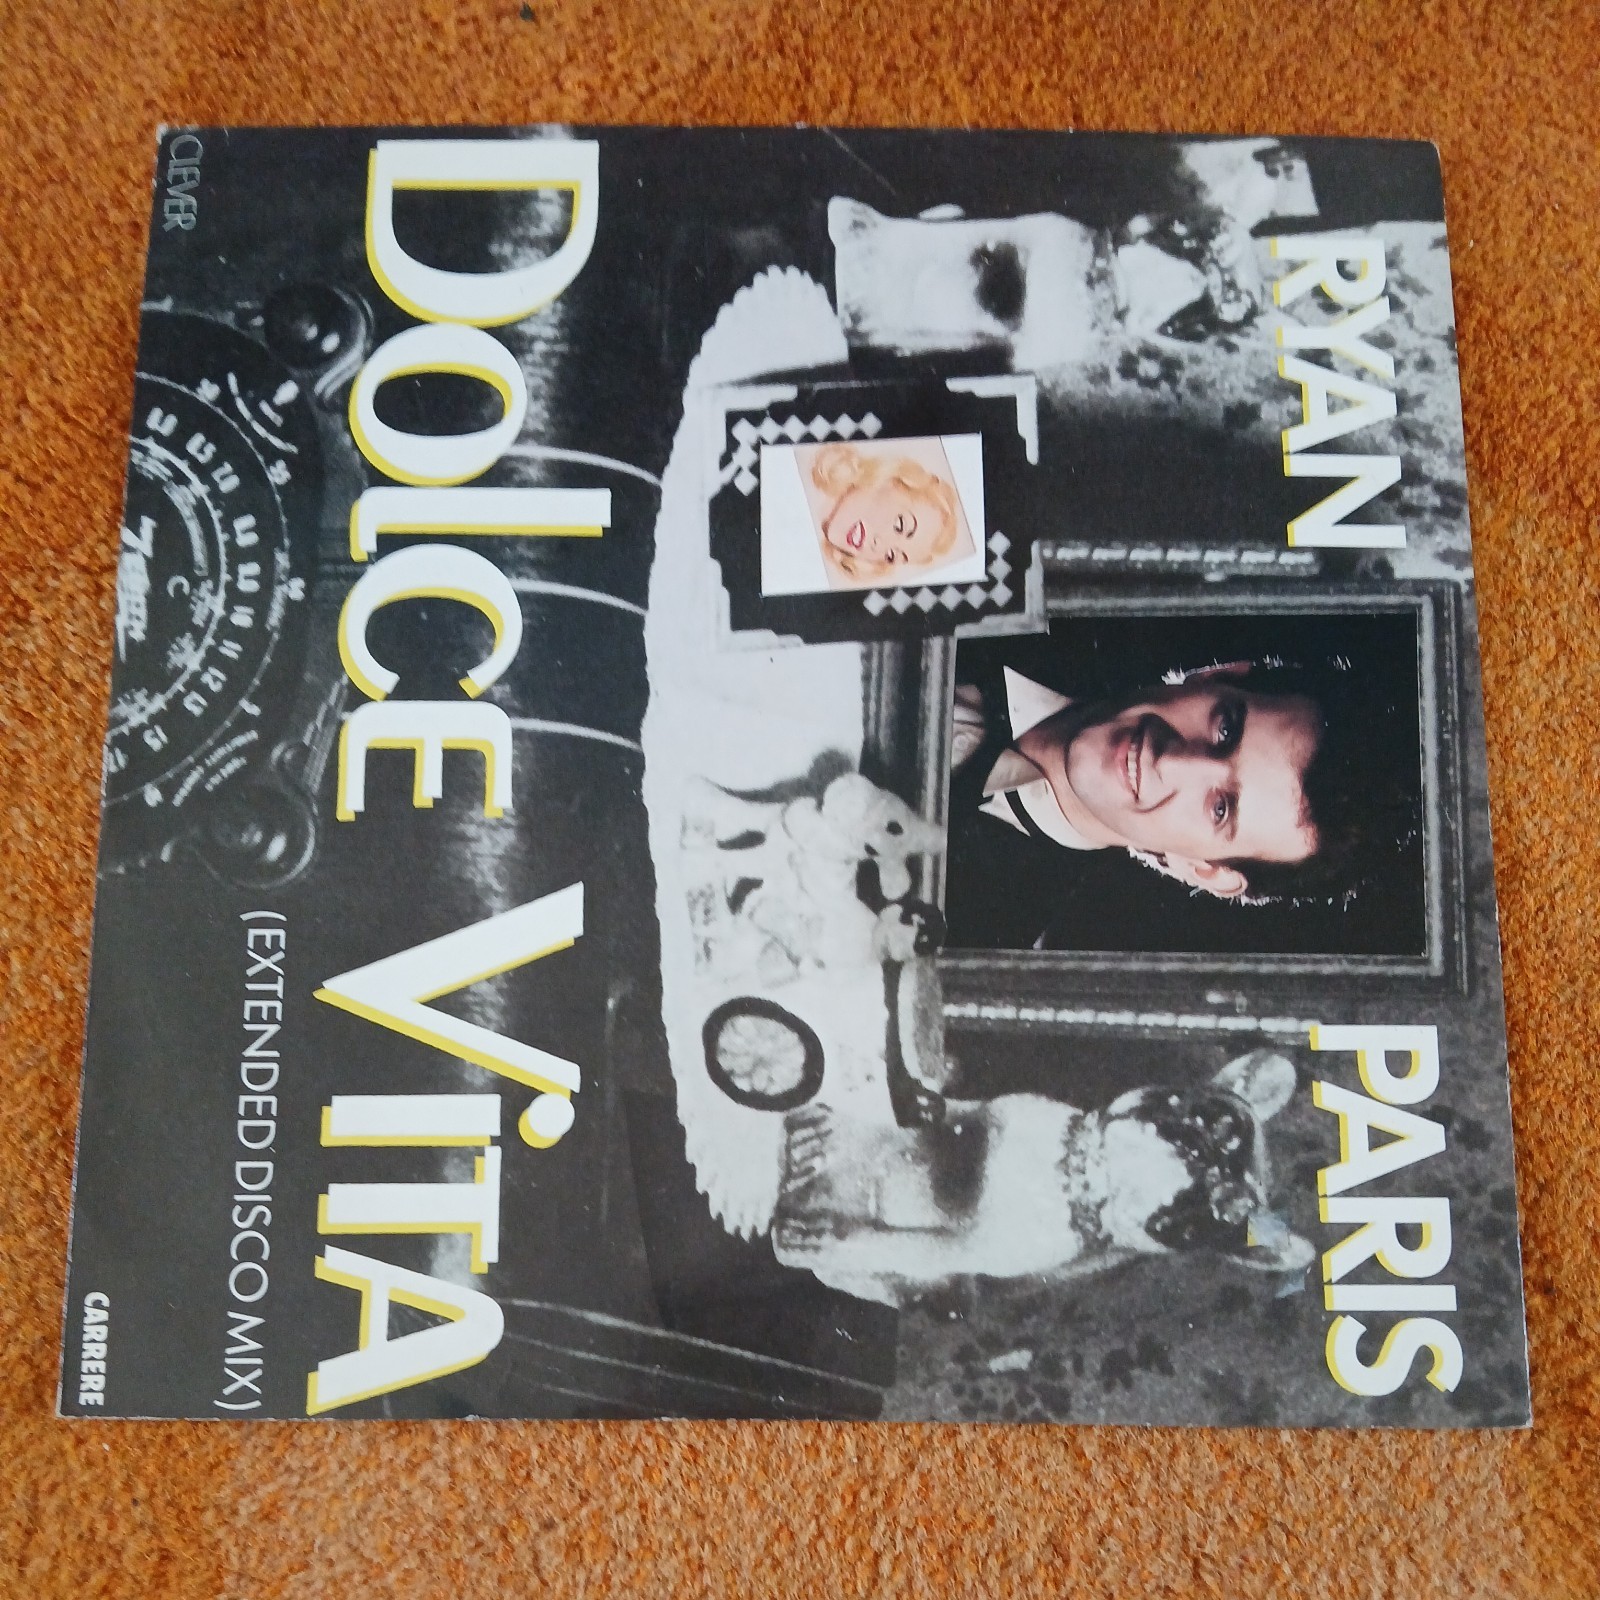 RYAN PARIS
DOLCE VITA
(EXTENDED DISCO MIX)
CLEVER
CARRERE